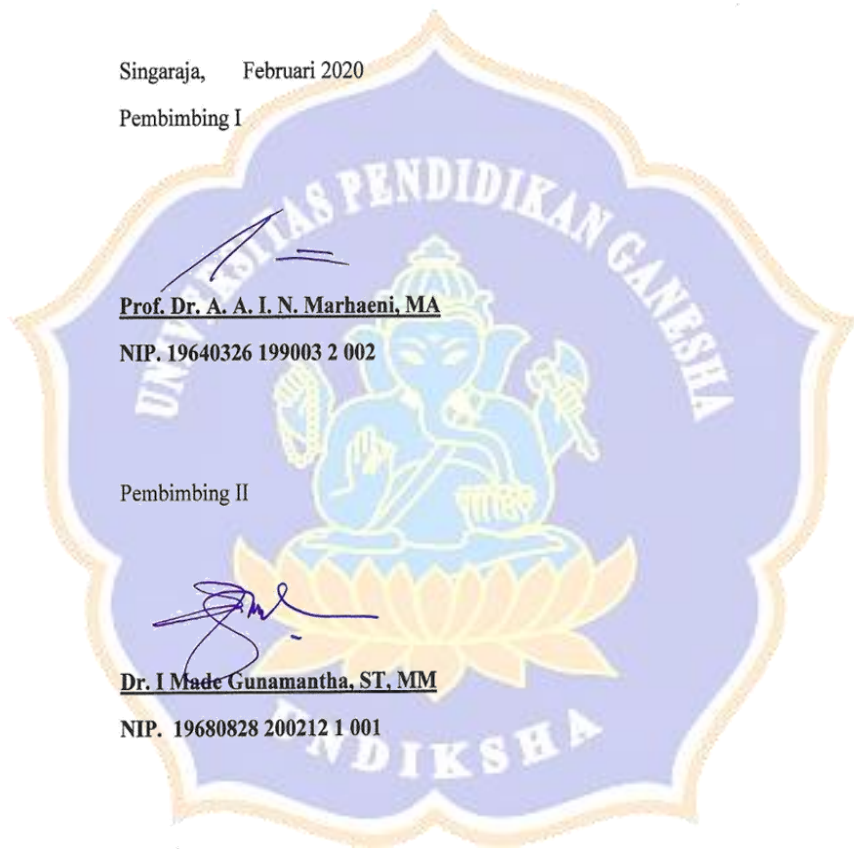 Singaraja, Februari 2020
Pembimbing I
UNIVERSITAS PENDIDIKAN GANESHA
Prof. Dr. A. A. I. N. Marhaeni, MA
NIP. 19640326 199003 2 002
Pembimbing II
Dr. I Made Gunamantha, ST, MM
NIP. 19680828 200212 1 001
UNDIKSHA